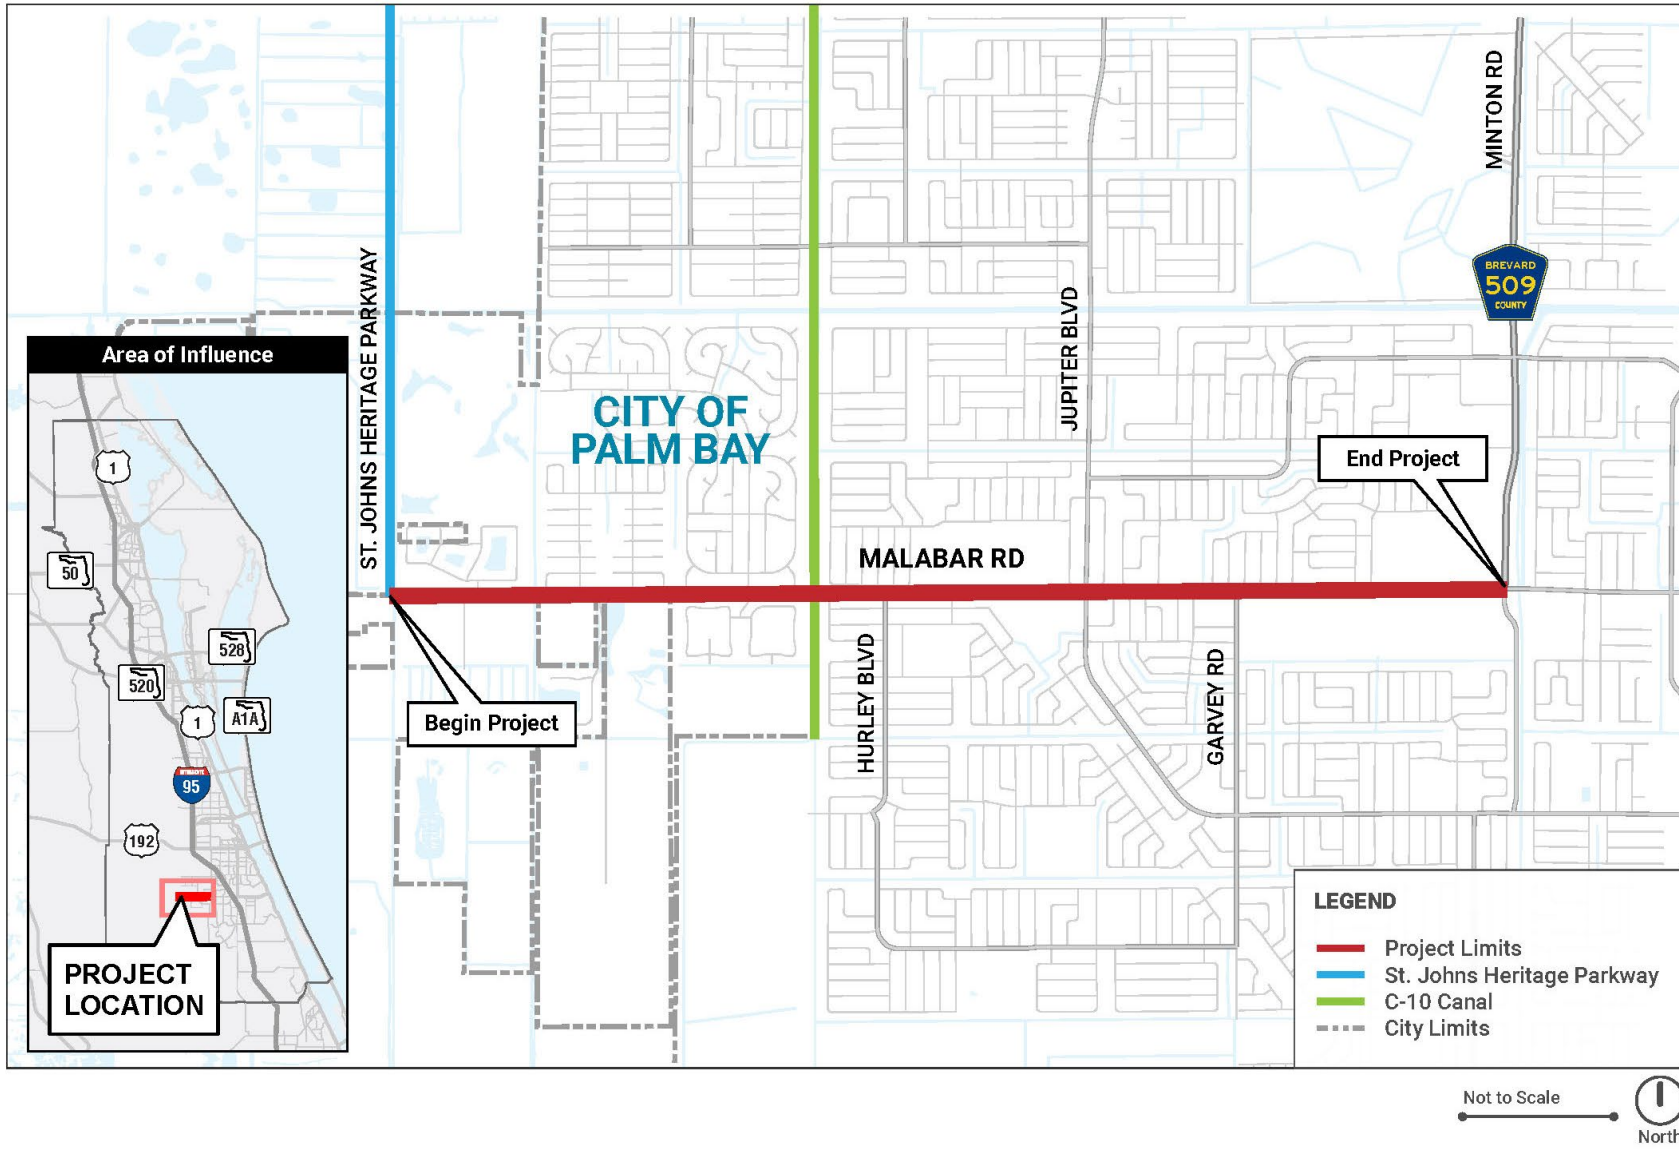 MINTON RD
BREVARD
509
COUNTY
ST. JOHNS HERITAGE PARKWAY
JUPITER BLVD
CITY OF
PALM BAY
End Project
MALABAR RD
Begin Project
HURLEY BLVD
GARVEY RD
Area of Influence
1
50
528
520
1
A1A
INTERSTATE
95
192
PROJECT
LOCATION
LEGEND
Project Limits
St. Johns Heritage Parkway
C-10 Canal
City Limits
Not to Scale
North